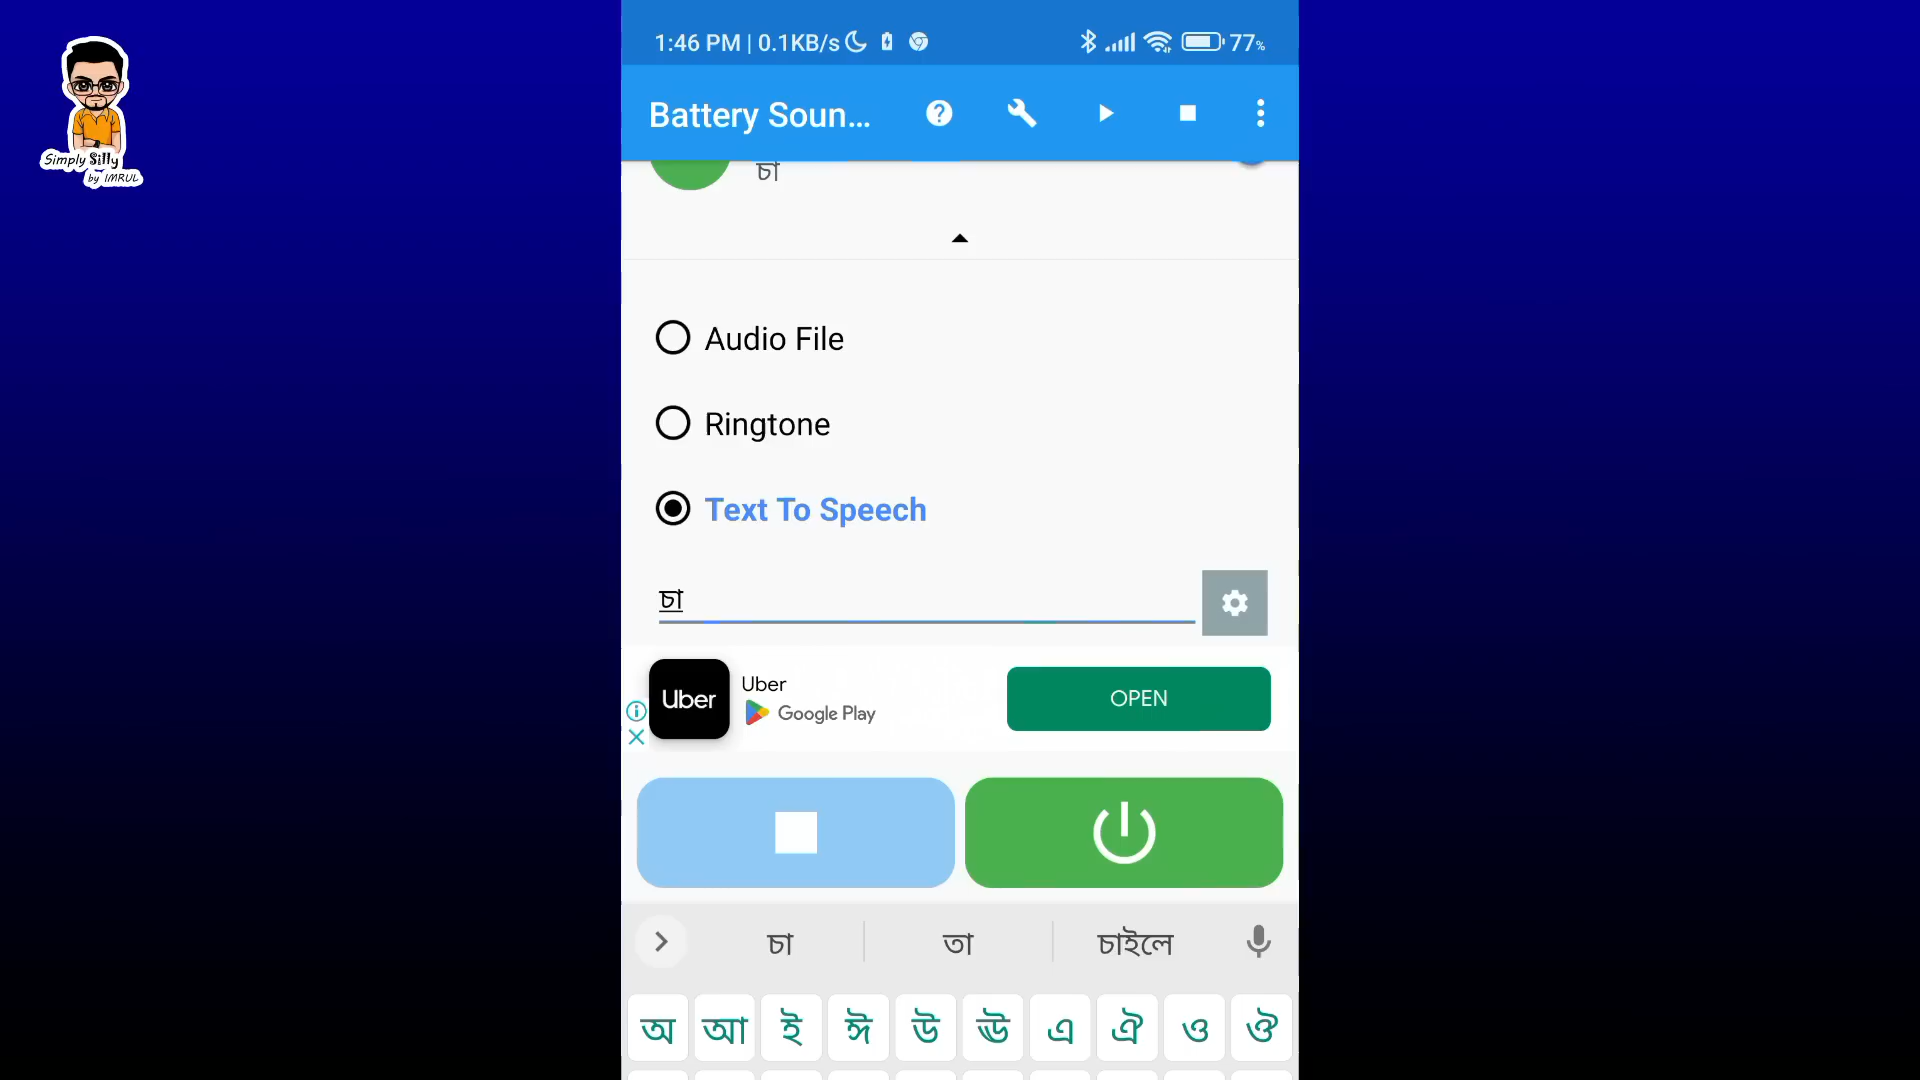 Simply Silly
by IMRUL
1:46 PM | 0.1KB/s
77%
Battery Soun...
চা
Audio File
Ringtone
Text To Speech
চা
Uber
Uber
Google Play
OPEN
চা তা চাইলে
অ আ ই ঈ উ ঊ এ ঐ ও ঔ